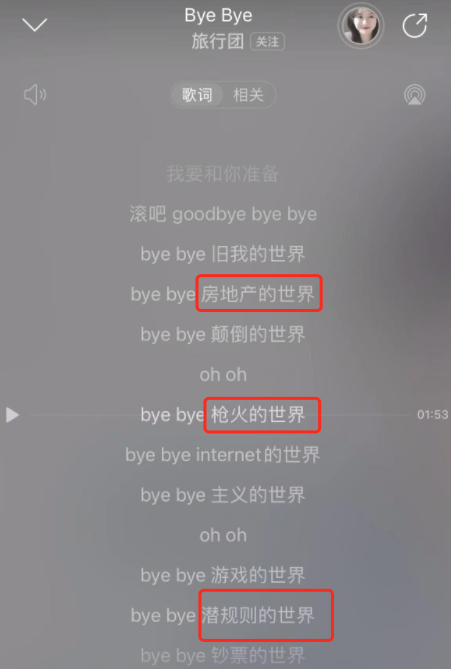 Bye Bye
旅行团 关注
歌词 相关
我要和你准备
滚吧 goodbye bye bye
bye bye 旧我的世界
bye bye 房地产的世界
bye bye 颠倒的世界
oh oh
bye bye 枪火的世界
01:53
bye bye internet的世界
bye bye 主义的世界
oh oh
bye bye 游戏的世界
bye bye 潜规则的世界
bye bye 钞票的世界